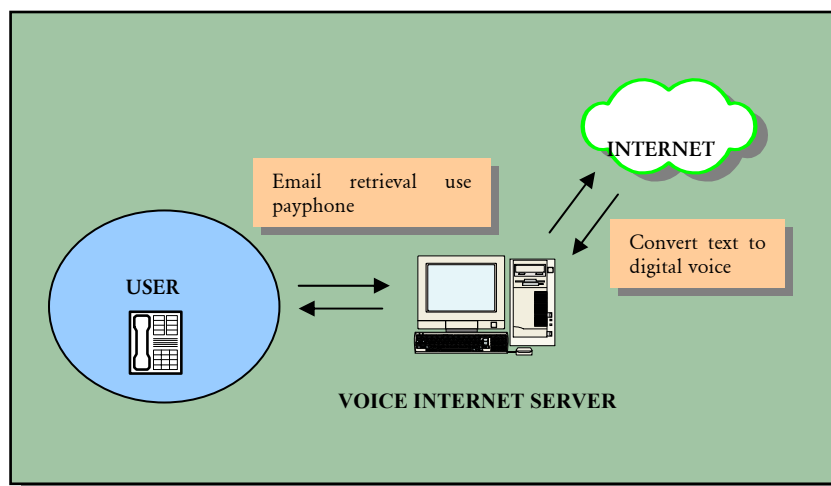 INTERNET
Email retrieval use
payphone
Convert text to
digital voice
USER
VOICE INTERNET SERVER